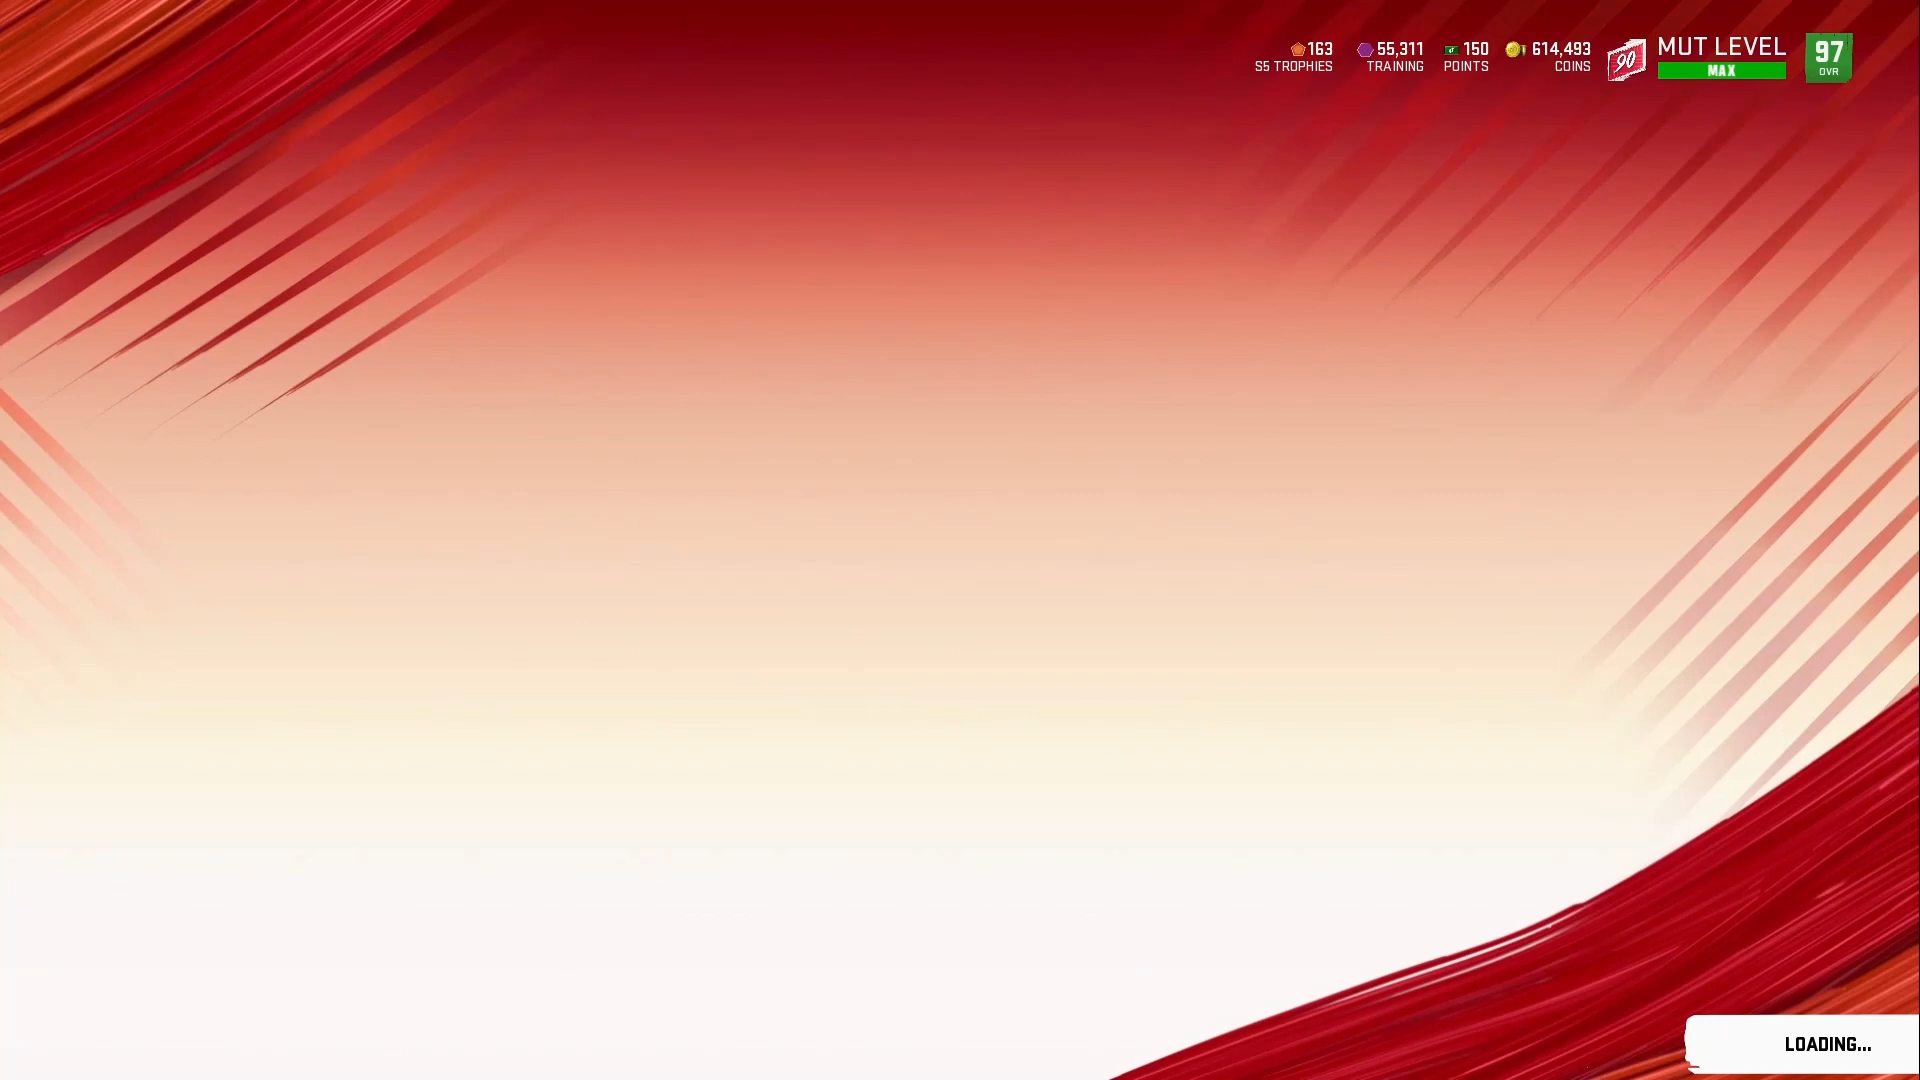 163
S5 TROPHIES
55,311
TRAINING
150
POINTS
614,493
COINS
90
MUT LEVEL
MAX
97
OVR
LOADING...